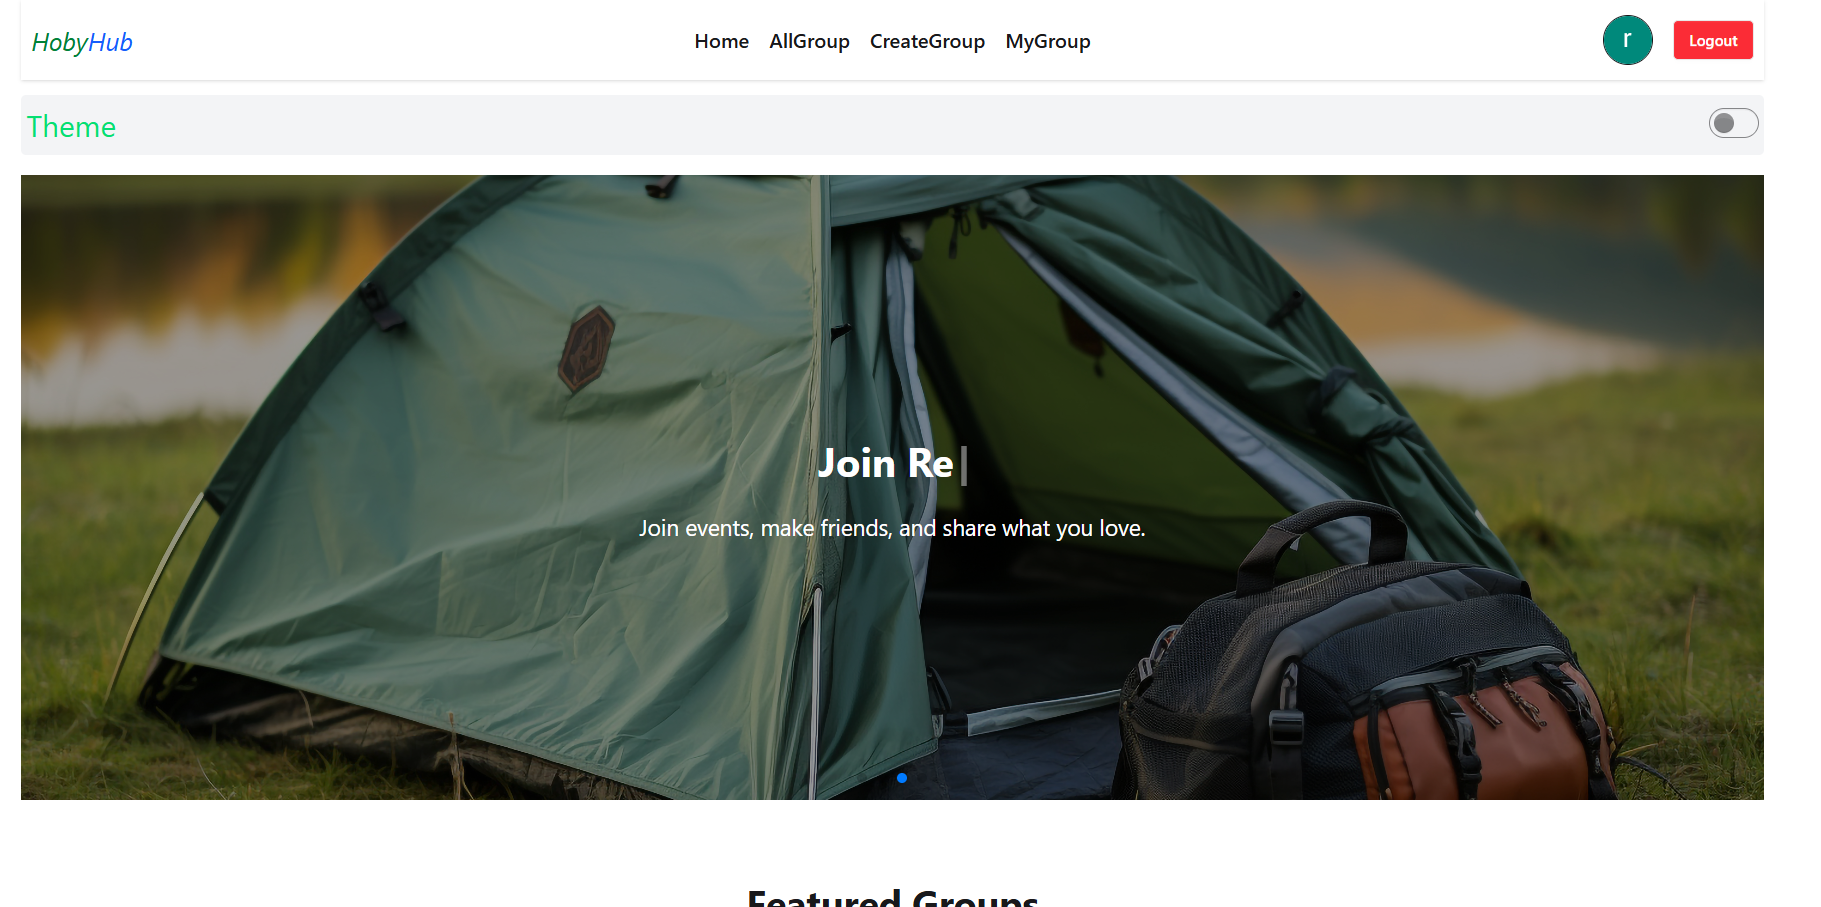 HobyHub
Home AllGroup CreateGroup MyGroup
r
Logout
Theme
Join Re
Join events, make friends, and share what you love.
Featured Groups